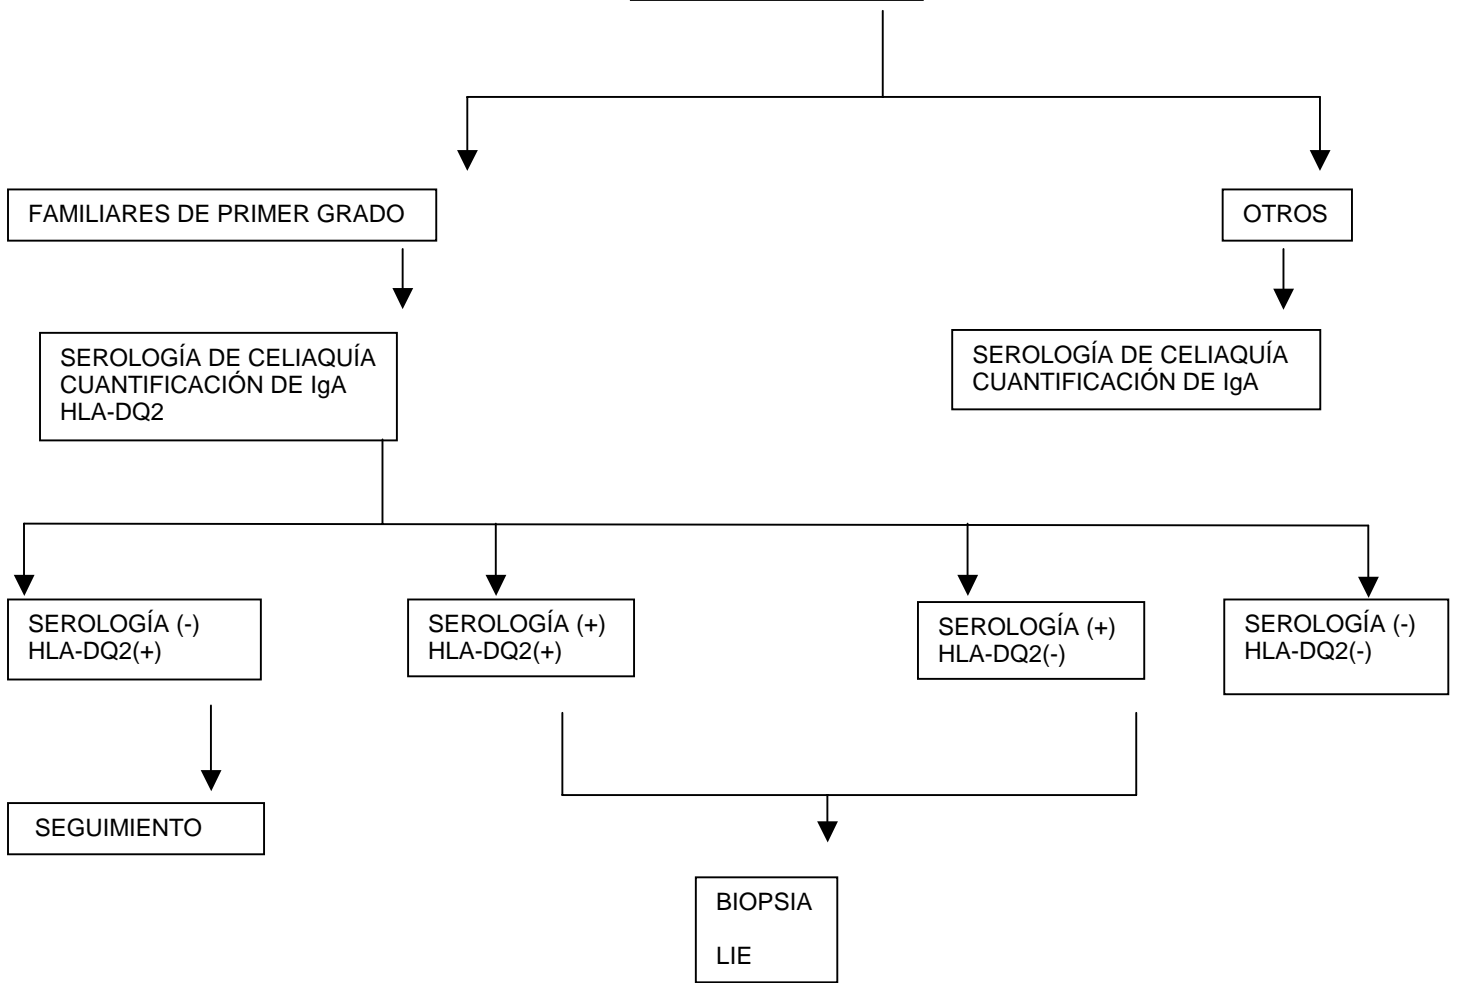 FAMILIARES DE PRIMER GRADO
OTROS
SEROLOGÍA DE CELIAQUÍA
CUANTIFICACIÓN DE IgA
HLA-DQ2
SEROLOGÍA DE CELIAQUÍA
CUANTIFICACIÓN DE IgA
SEROLOGÍA (-)
HLA-DQ2(+)
SEROLOGÍA (+)
HLA-DQ2(+)
SEROLOGÍA (+)
HLA-DQ2(-)
SEROLOGÍA (-)
HLA-DQ2(-)
SEGUIMIENTO
BIOPSIA
LIE